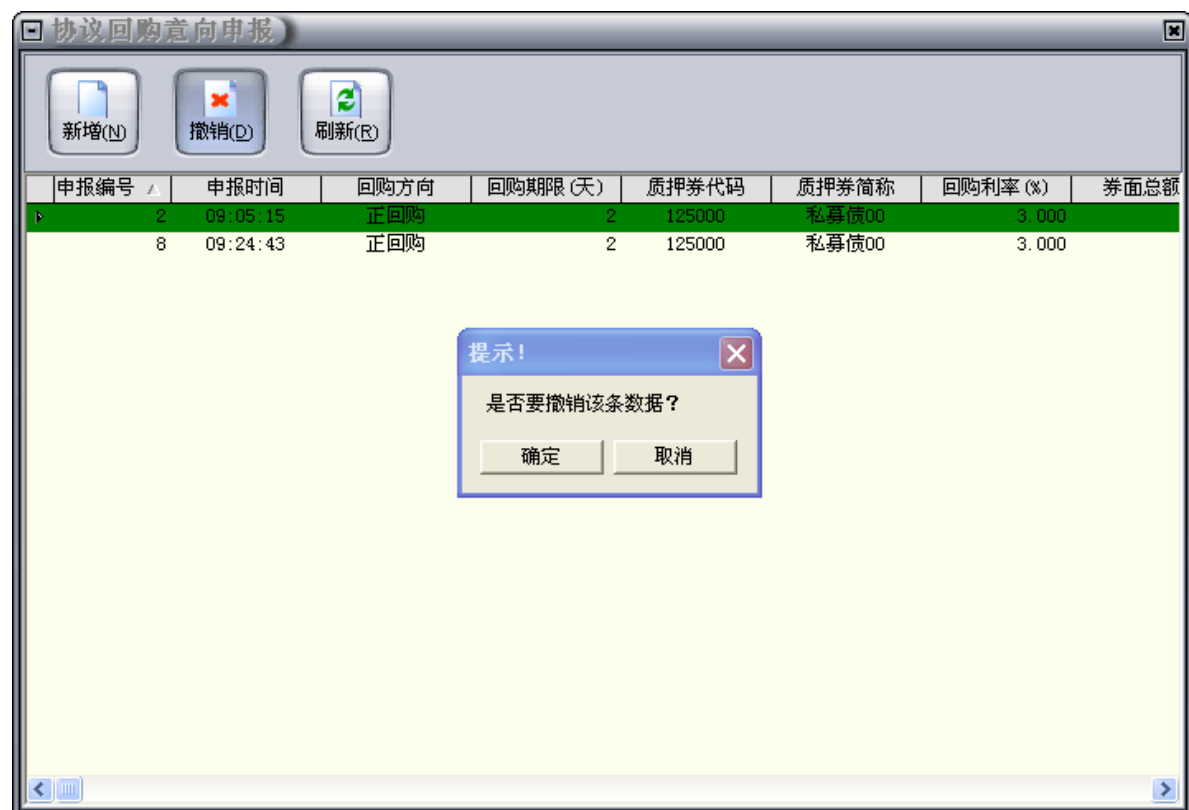 协议回购意向申报
新增(N) 撤销(D) 刷新(R)
申报编号 申报时间 回购方向 回购期限(天) 质押券代码 质押券简称 回购利率(%) 券面总额
2 09:05:15 正回购 2 125000 私募债00 3.000
8 09:24:43 正回购 2 125000 私募债00 3.000
提示!
是否要撤销该条数据?
确定 取消